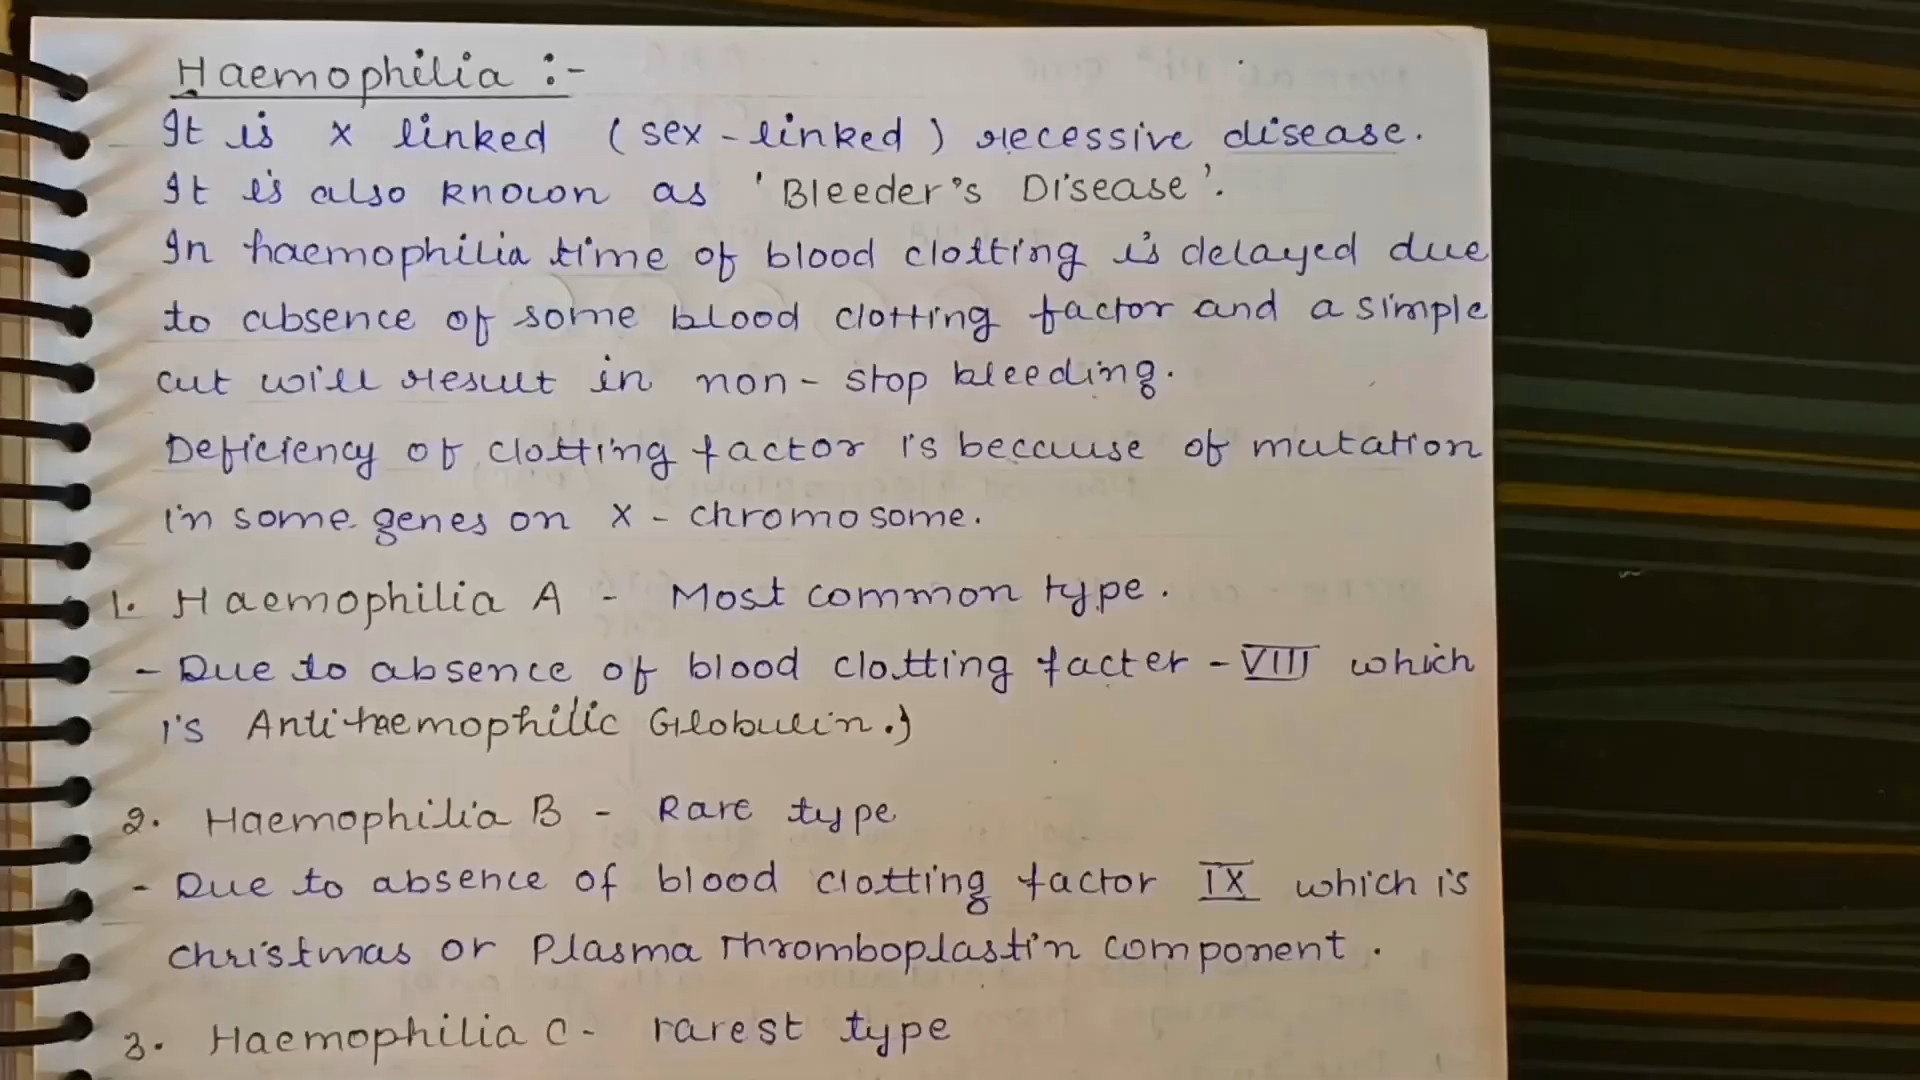 Haemophilia :-
It is x linked (sex-linked) recessive disease.
It is also known as 'Bleeder's Disease'.
In haemophilia time of blood clotting is delayed due
to absence of some blood clotting factor and a simple
cut will result in non-stop bleeding.
Deficiency of clotting factor is because of mutation
in some genes on x-chromosome.
1. Haemophilia A - Most common type.
- Due to absence of blood clotting facter - VIII which
is Antihaemophilic Globulin.)
2. Haemophilia B - Rare type
- Due to absence of blood clotting factor IX which is
christmas or Plasma Thromboplastin component.
3. Haemophilia C - rarest type